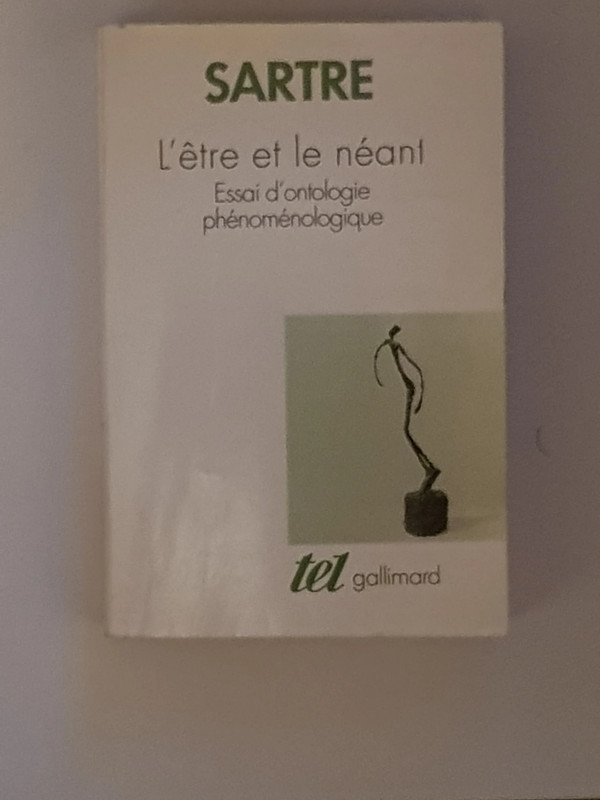 SARTRE
L'être et le néant
Essai d'ontologie
phénoménologique
tel gallimard